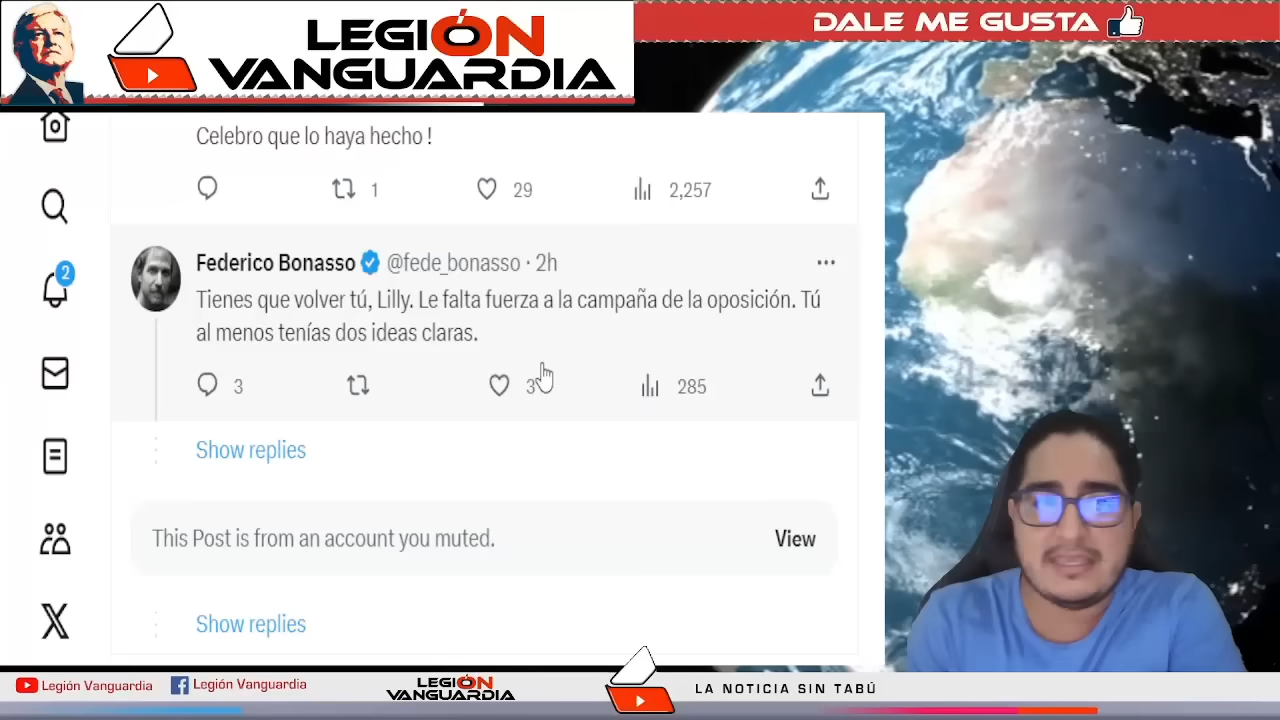 LEGIÓN
VANGUARDIA
DALE ME GUSTA
Celebro que lo haya hecho !
1 29 2,257
Federico Bonasso @fede_bonasso · 2h
2
Tienes que volver tú, Lilly. Le falta fuerza a la campaña de la oposición. Tú
al menos tenías dos ideas claras.
3 3 285
Show replies
This Post is from an account you muted. View
Show replies
Legión Vanguardia Legión Vanguardia LEGIÓN
VANGUARDIA LA NOTICIA SIN TABÚ